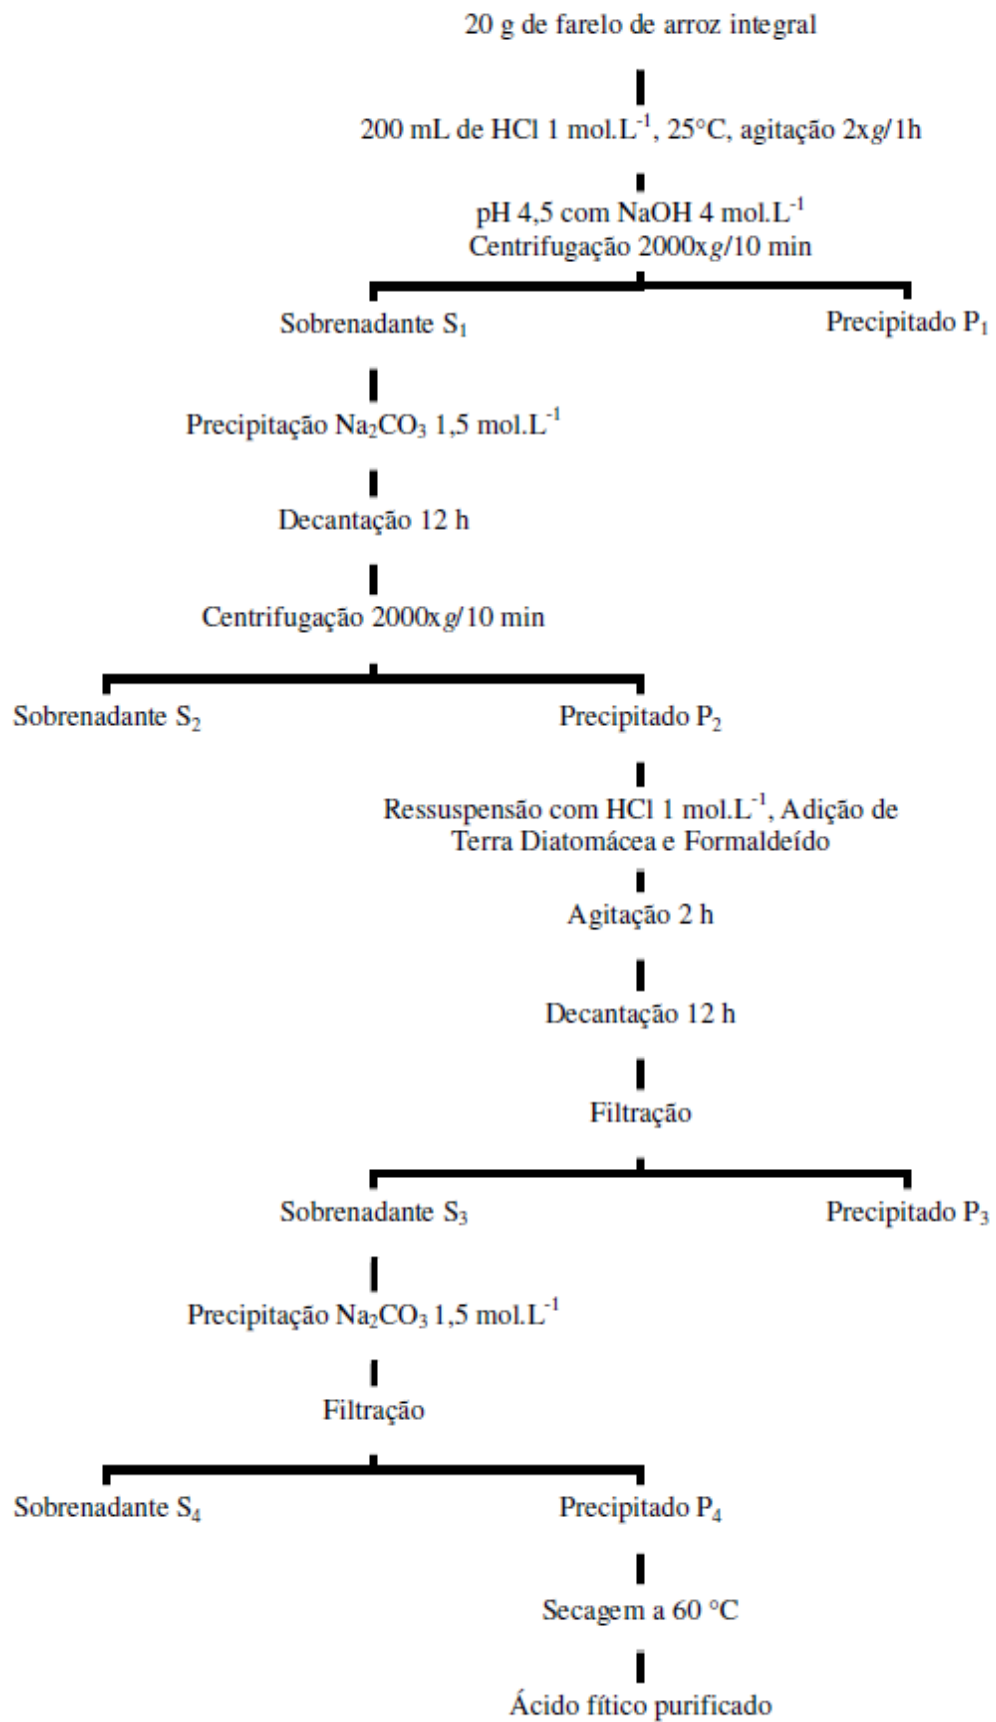 20 g de farelo de arroz integral
200 mL de HCl 1 mol.L⁻¹, 25°C, agitação 2xg/1h
pH 4,5 com NaOH 4 mol.L⁻¹
Centrifugação 2000xg/10 min
Sobrenadante S₁
Precipitado P₁
Precipitação Na₂CO₃ 1,5 mol.L⁻¹
Decantação 12 h
Centrifugação 2000xg/10 min
Sobrenadante S₂
Precipitado P₂
Ressuspensão com HCl 1 mol.L⁻¹, Adição de
Terra Diatomácea e Formaldeído
Agitação 2 h
Decantação 12 h
Filtração
Sobrenadante S₃
Precipitado P₃
Precipitação Na₂CO₃ 1,5 mol.L⁻¹
Filtração
Sobrenadante S₄
Precipitado P₄
Secagem a 60 °C
Ácido fítico purificado